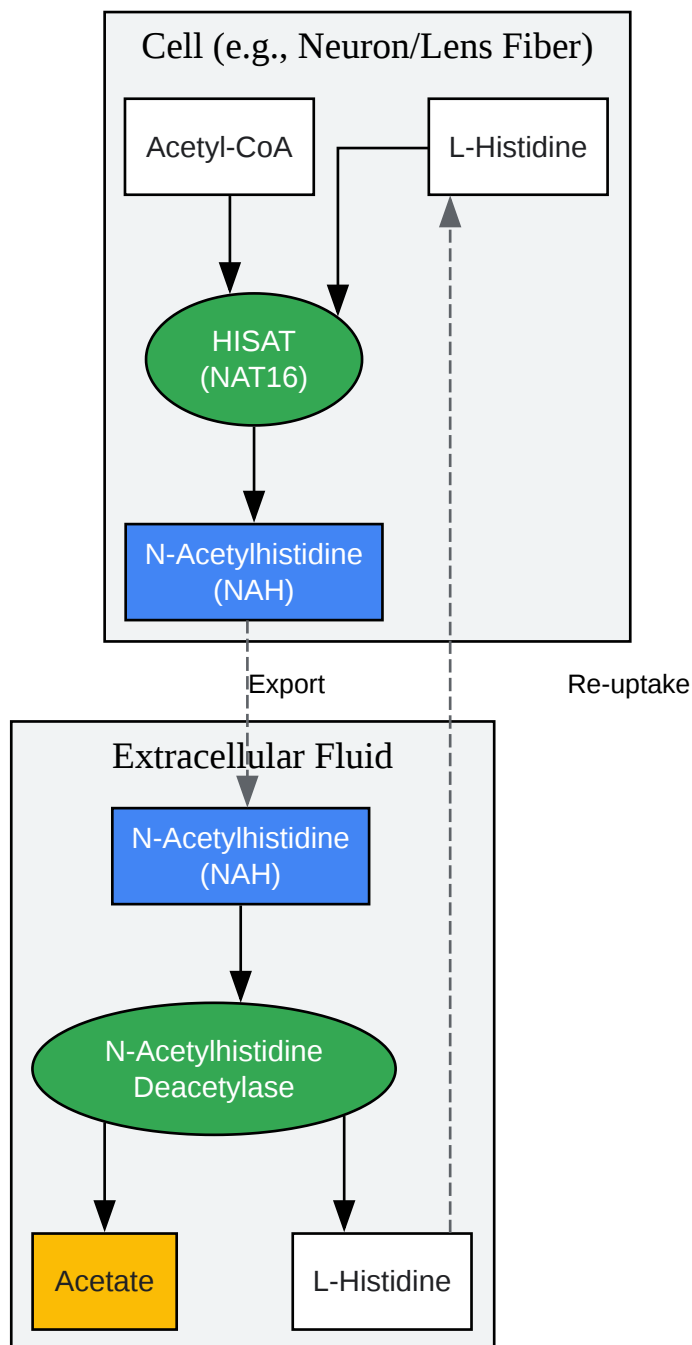 Cell (e.g., Neuron/Lens Fiber)
Acetyl-CoA
L-Histidine
HISAT
(NAT16)
N-Acetylhistidine
(NAH)
Export
Re-uptake
Extracellular Fluid
N-Acetylhistidine
(NAH)
N-Acetylhistidine
Deacetylase
Acetate
L-Histidine